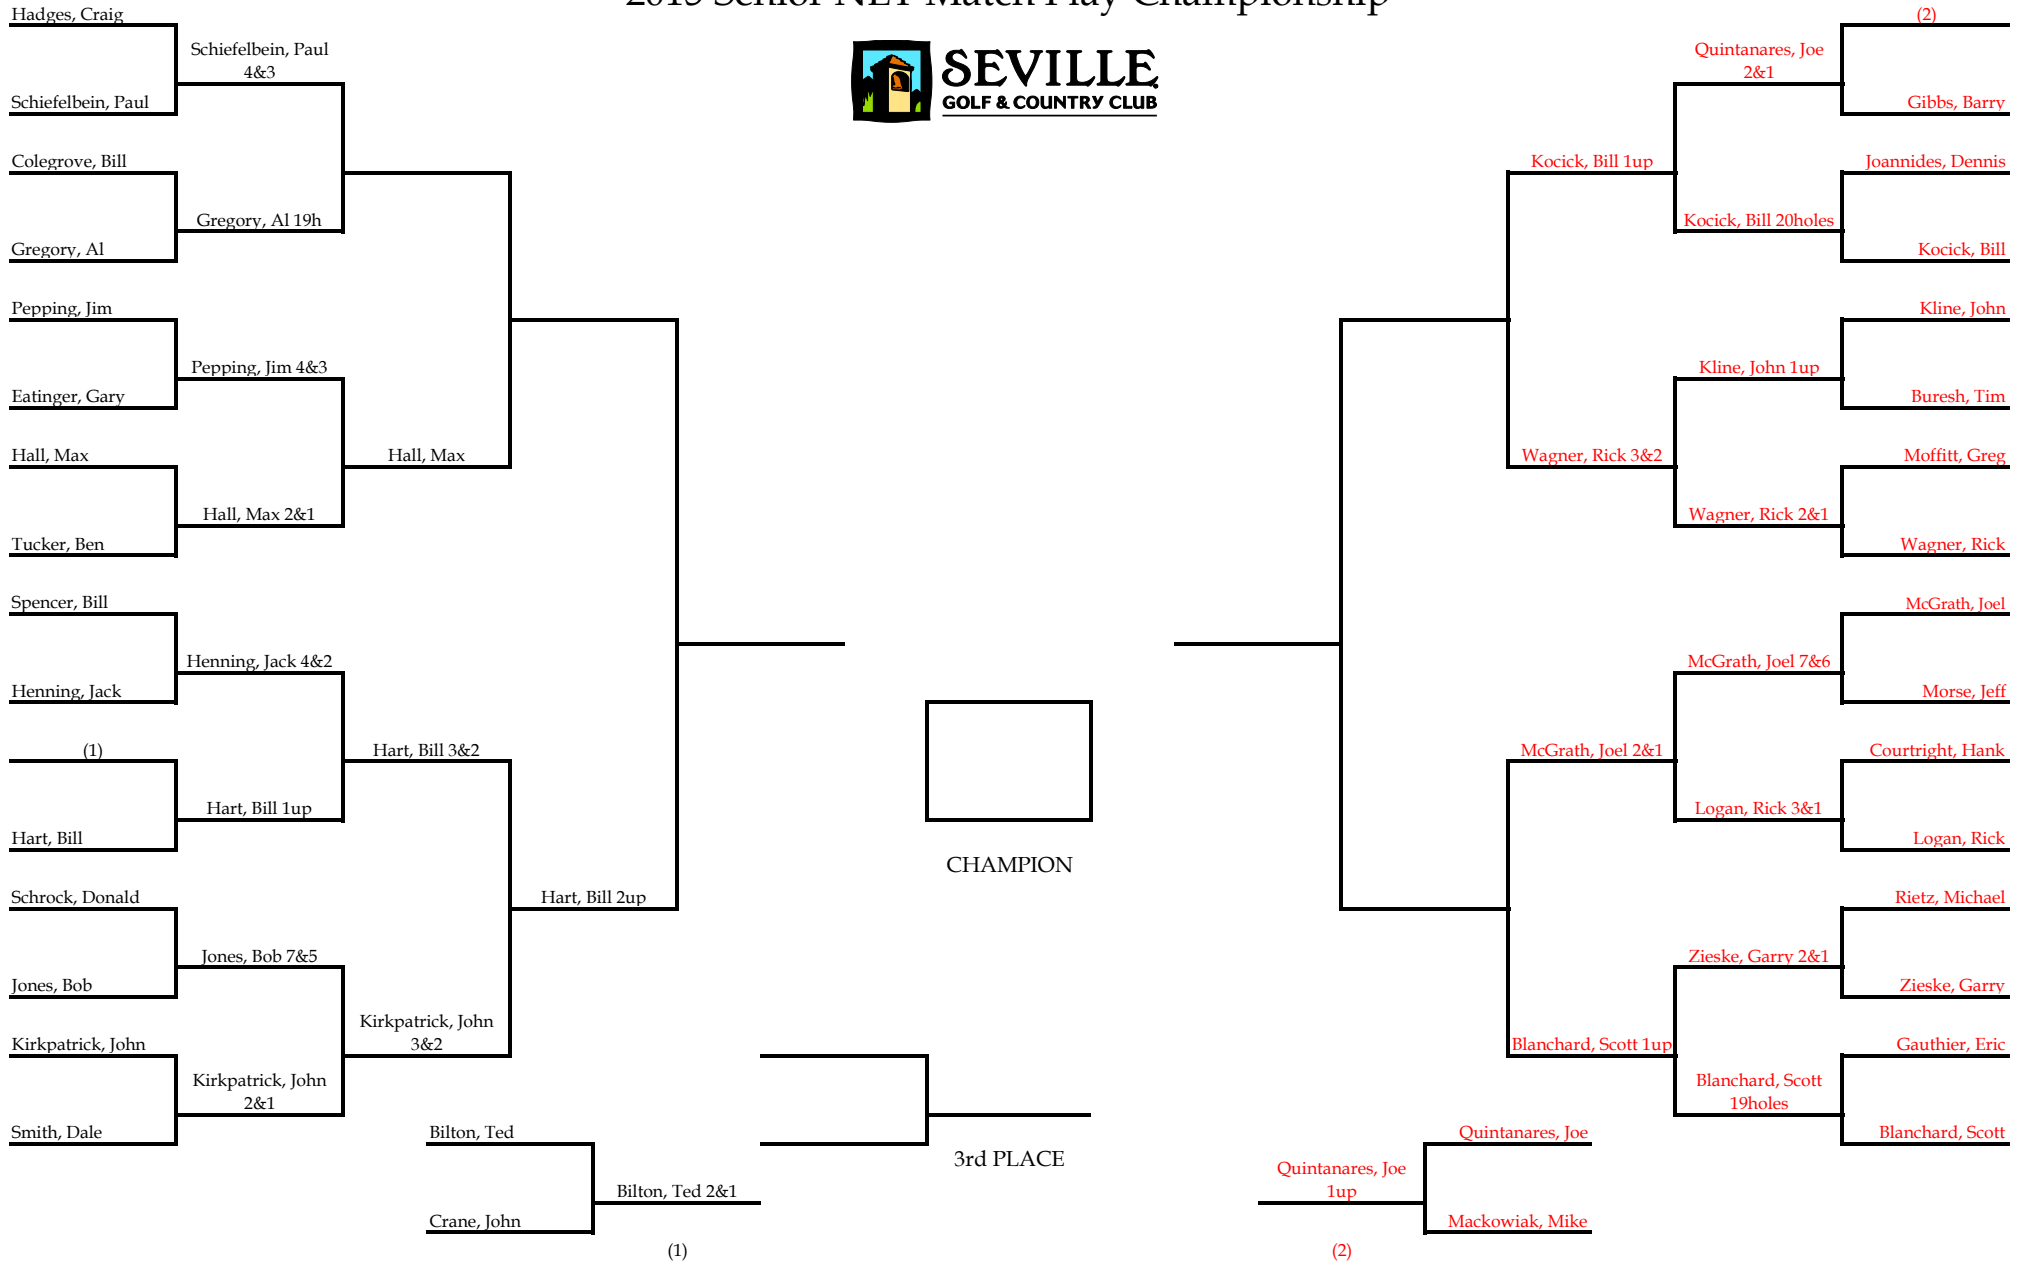 2013 Senior NET Match Play Championship
SEVILLE
GOLF & COUNTRY CLUB
Hadges, Craig
Schiefelbein, Paul
4&3
Schiefelbein, Paul
Colegrove, Bill
Gregory, Al 19h
Gregory, Al
Pepping, Jim
Pepping, Jim 4&3
Eatinger, Gary
Hall, Max
Hall, Max
Hall, Max 2&1
Tucker, Ben
Spencer, Bill
Henning, Jack 4&2
Henning, Jack
(1)
Hart, Bill 3&2
Hart, Bill 1up
Hart, Bill
Schrock, Donald
Hart, Bill 2up
Jones, Bob 7&5
Jones, Bob
Kirkpatrick, John
3&2
Kirkpatrick, John
Kirkpatrick, John
2&1
Smith, Dale
Bilton, Ted
Bilton, Ted 2&1
Crane, John
(1)
CHAMPION
3rd PLACE
(2)
Quintanares, Joe
2&1
Gibbs, Barry
Kocick, Bill 1up
Joannides, Dennis
Kocick, Bill 20holes
Kocick, Bill
Kline, John
Kline, John 1up
Buresh, Tim
Wagner, Rick 3&2
Moffitt, Greg
Wagner, Rick 2&1
Wagner, Rick
McGrath, Joel
McGrath, Joel 7&6
Morse, Jeff
McGrath, Joel 2&1
Courtright, Hank
Logan, Rick 3&1
Logan, Rick
Rietz, Michael
Zieske, Garry 2&1
Zieske, Garry
Blanchard, Scott 1up
Gauthier, Eric
Blanchard, Scott
19holes
Blanchard, Scott
Quintanares, Joe
Quintanares, Joe
1up
Mackowiak, Mike
(2)